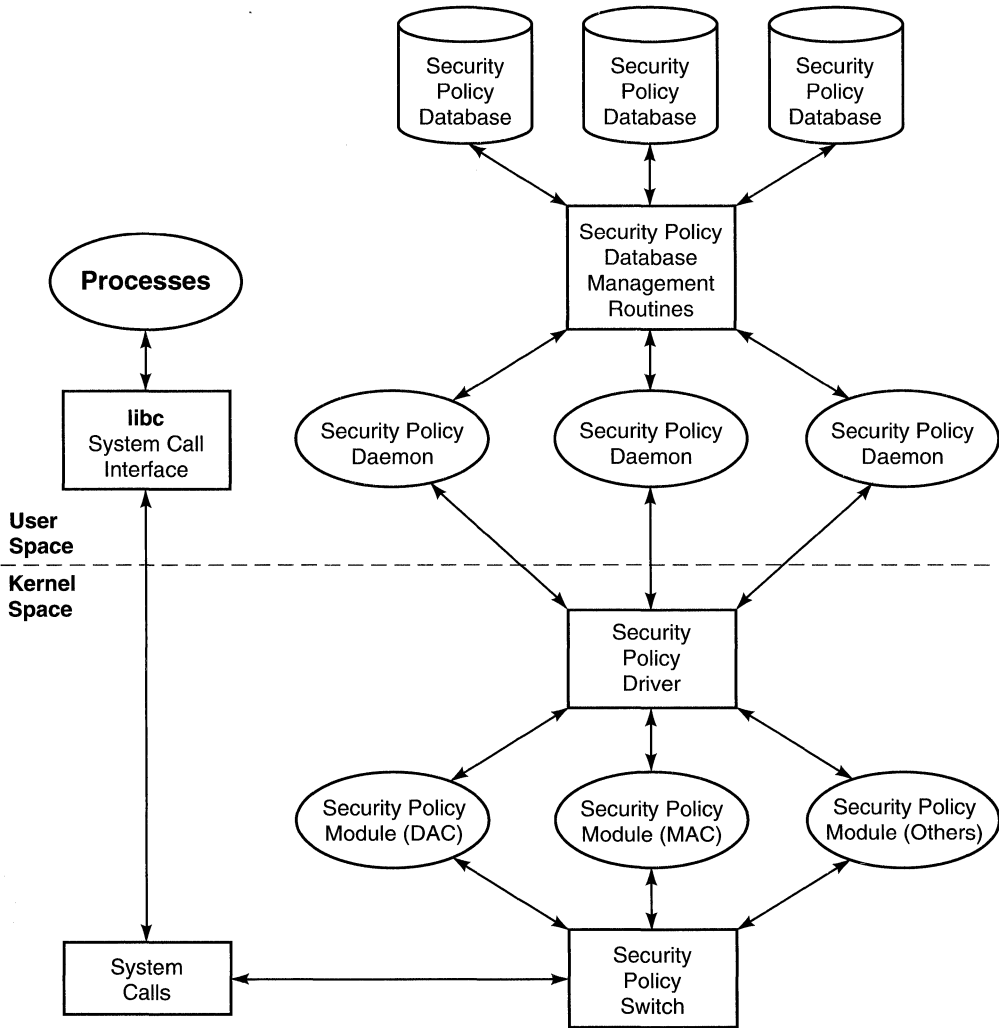 Security
Policy
Database
Security
Policy
Database
Security
Policy
Database
Security Policy
Database
Management
Routines
Processes
libc
System Call
Interface
Security Policy
Daemon
Security Policy
Daemon
Security Policy
Daemon
User
Space
Kernel
Space
Security
Policy
Driver
Security Policy
Module (DAC)
Security Policy
Module (MAC)
Security Policy
Module (Others)
System
Calls
Security
Policy
Switch